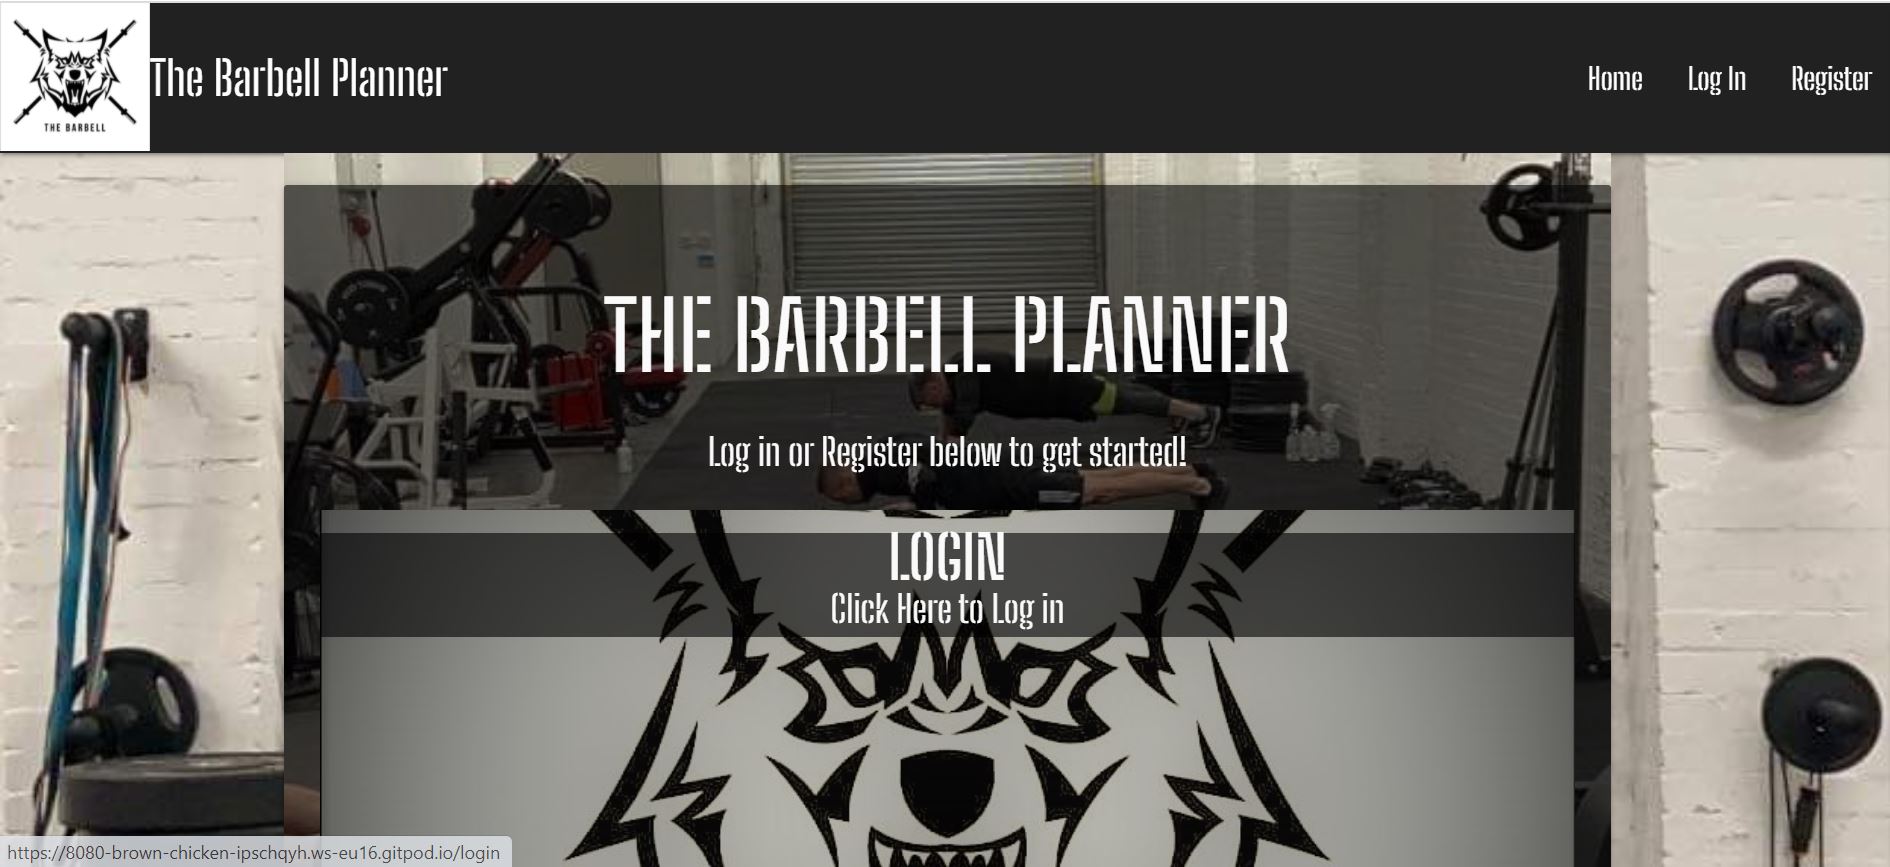 THE BARBELL
The Barbell Planner
Home
Log In
Register
THE BARBELL PLANNER
Log in or Register below to get started!
LOGIN
Click Here to Log in
https://8080-brown-chicken-ipschqyh.ws-eu16.gitpod.io/login